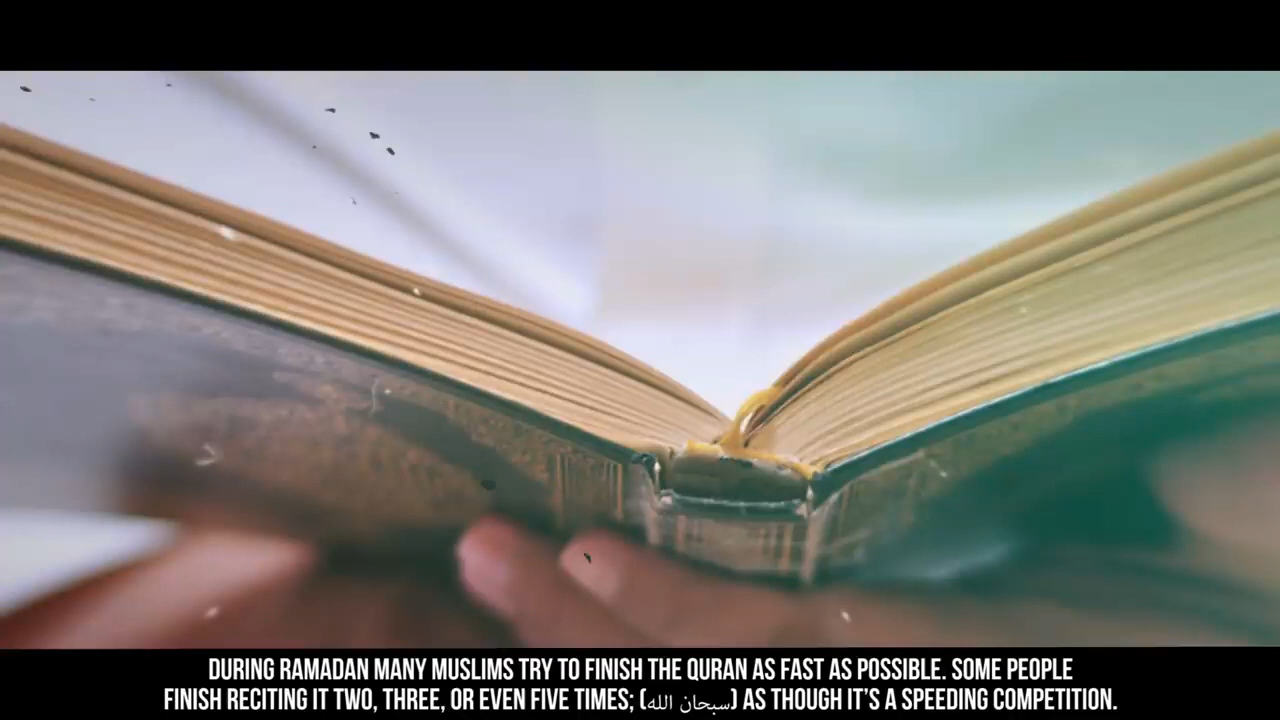 DURING RAMADAN MANY MUSLIMS TRY TO FINISH THE QURAN AS FAST AS POSSIBLE. SOME PEOPLE
FINISH RECITING IT TWO, THREE, OR EVEN FIVE TIMES; (سبحان الله) AS THOUGH IT'S A SPEEDING COMPETITION.